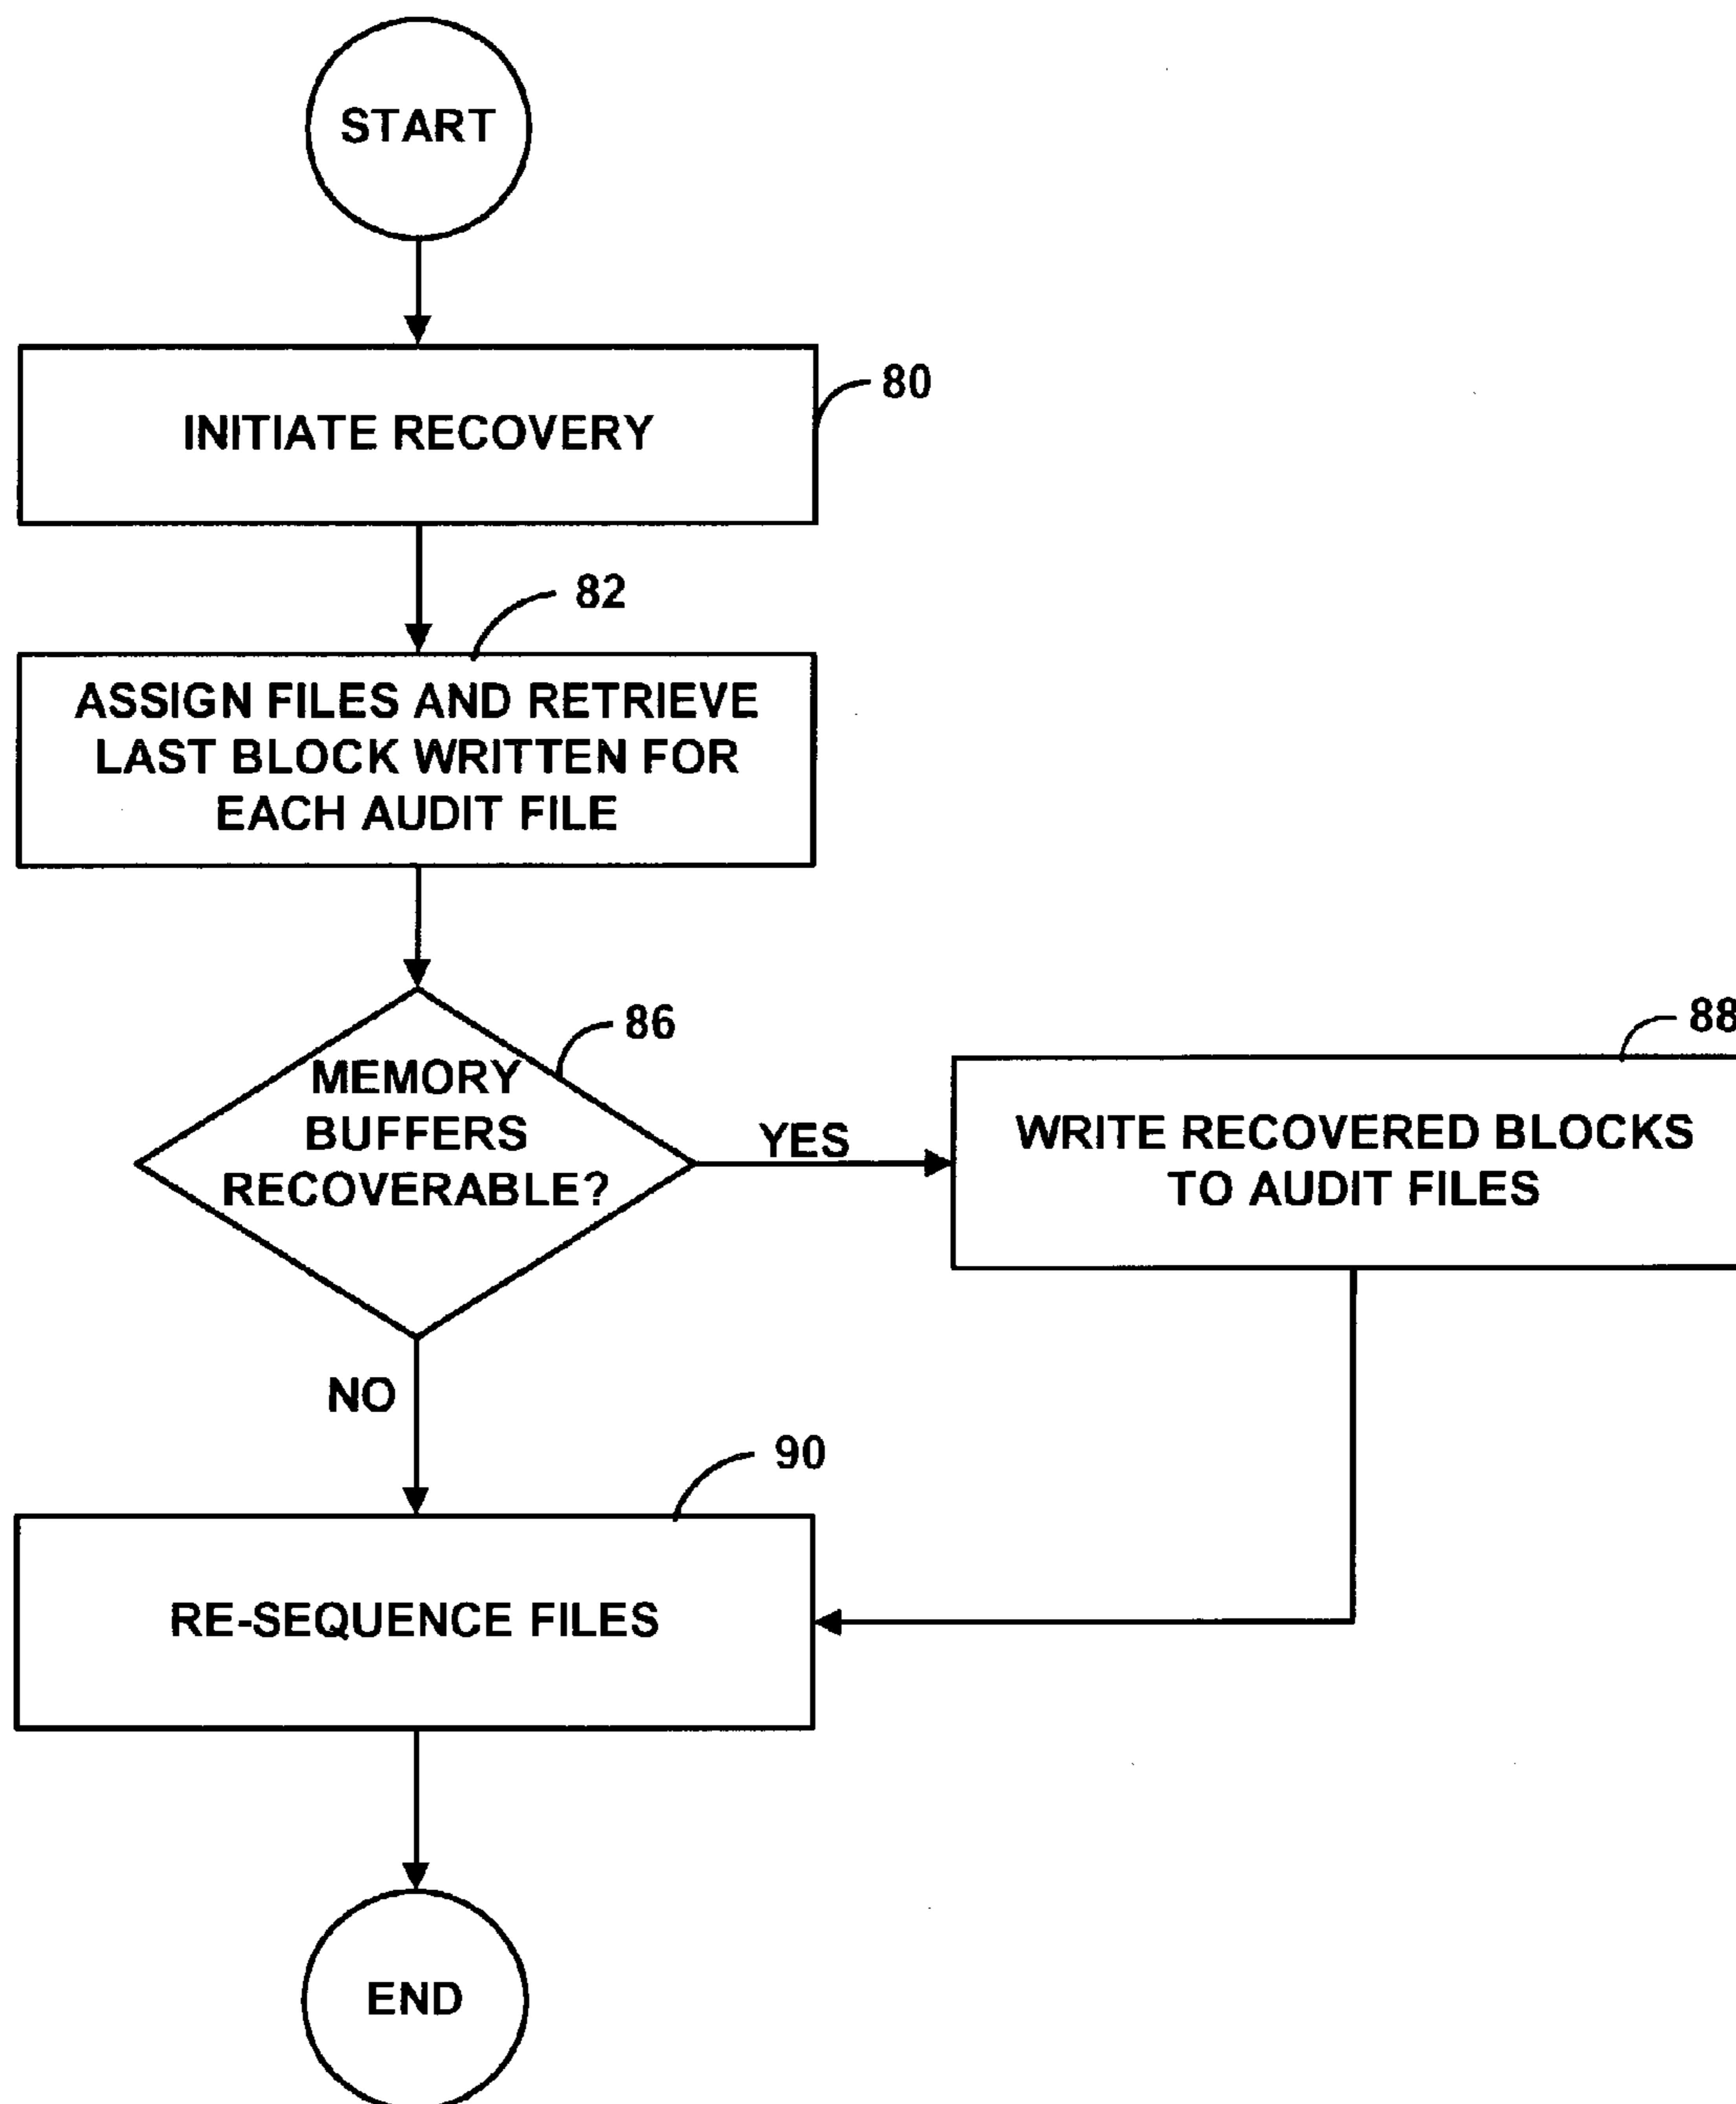 START
INITIATE RECOVERY
80
82
ASSIGN FILES AND RETRIEVE
LAST BLOCK WRITTEN FOR
EACH AUDIT FILE
86
MEMORY
BUFFERS
RECOVERABLE?
YES
88
WRITE RECOVERED BLOCKS
TO AUDIT FILES
NO
90
RE-SEQUENCE FILES
END